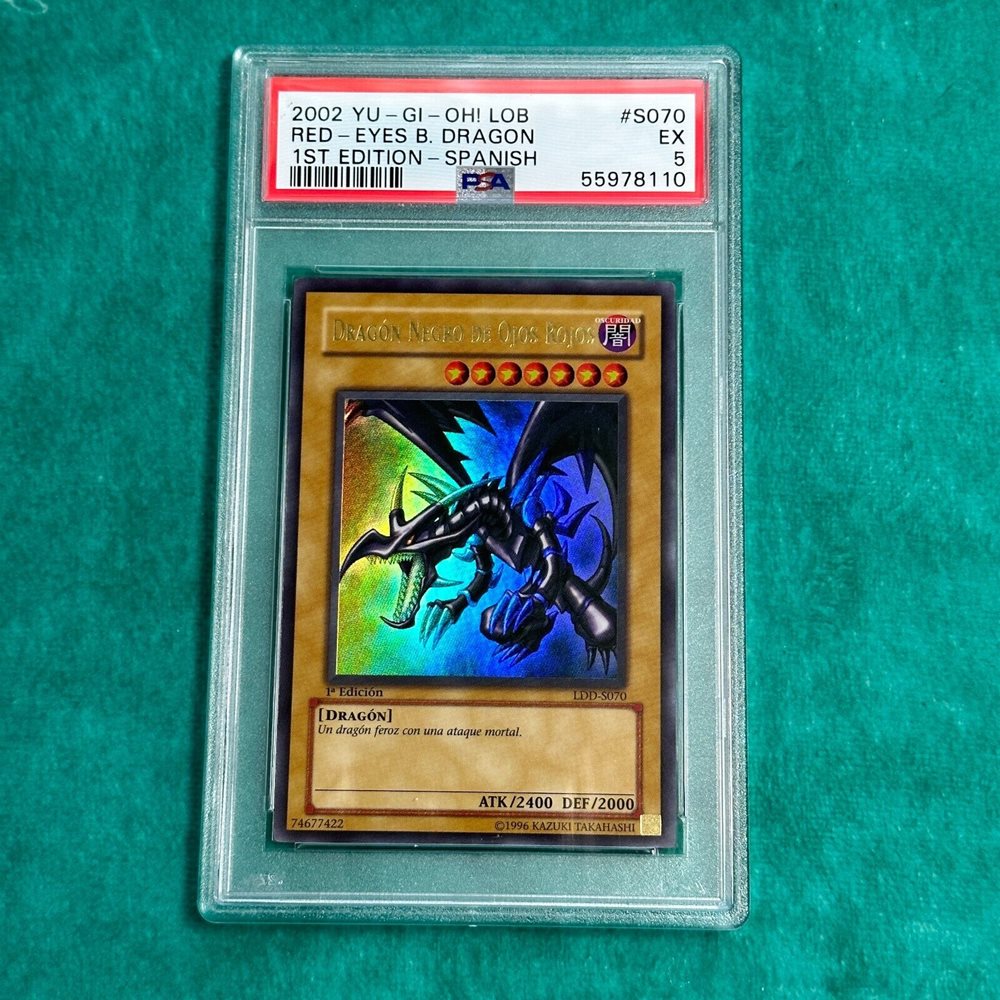 2002 YU-GI-OH! LOB #S070
RED-EYES B. DRAGON EX
1ST EDITION-SPANISH 5
PSA 55978110
DRAGÓN NEGRO DE OJOS ROJOS
OSCURIDAD
闇
1ª Edición LDD-S070
[DRAGÓN]
Un dragón feroz con una ataque mortal.
ATK/2400 DEF/2000
74677422 ©1996 KAZUKI TAKAHASHI